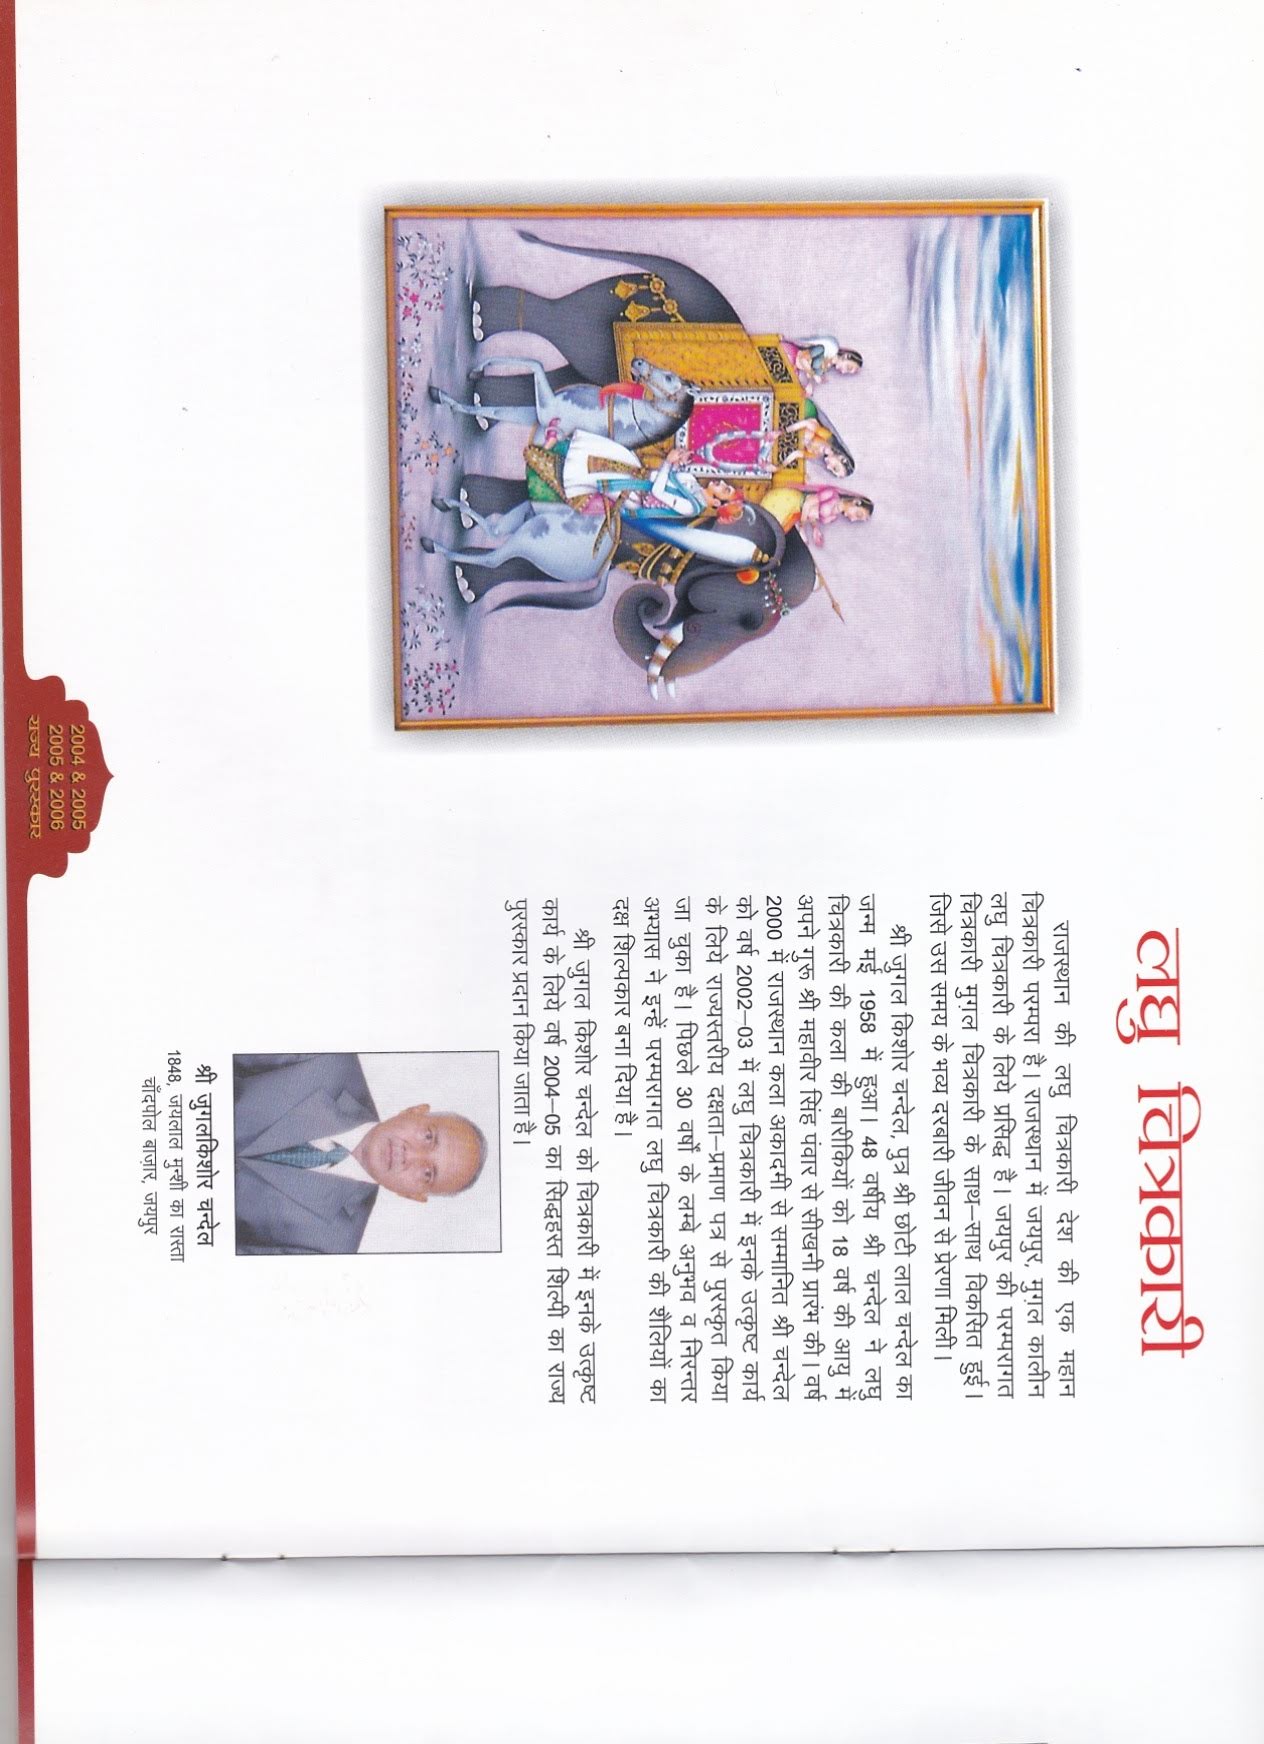 लघु चित्रकारी
राजस्थान की लघु चित्रकारी देश की एक महान
चित्रकारी परम्परा है। राजस्थान में जयपुर, मुग़ल कालीन
लघु चित्रकारी के लिये प्रसिद्ध है। जयपुर की परम्परागत
चित्रकारी मुग़ल चित्रकारी के साथ–साथ विकसित हुई।
जिसे उस समय के भव्य दरबारी जीवन से प्रेरणा मिली।
श्री जुगल किशोर चन्देल, पुत्र श्री छोटी लाल चन्देल का
जन्म मई 1958 में हुआ। 48 वर्षीय श्री चन्देल ने लघु
चित्रकारी की कला की बारीकियों को 18 वर्ष की आयु में
अपने गुरू श्री महावीर सिंह पंवार से सीखनी प्रारंभ की। वर्ष
2000 में राजस्थान कला अकादमी से सम्मानित श्री चन्देल
को वर्ष 2002–03 में लघु चित्रकारी में इनके उत्कृष्ट कार्य
के लिये राज्यस्तरीय दक्षता–प्रमाण पत्र से पुरस्कृत किया
जा चुका है। पिछले 30 वर्षों के लम्बे अनुभव व निरन्तर
अभ्यास ने इन्हें परम्परागत लघु चित्रकारी की शैलियों का
दक्ष शिल्पकार बना दिया है।
श्री जुगल किशोर चन्देल को चित्रकारी में इनके उत्कृष्ट
कार्य के लिये वर्ष 2004–05 का सिद्धहस्त शिल्पी का राज्य
पुरस्कार प्रदान किया जाता है।
श्री जुगलकिशोर चन्देल
1848, जयलाल मुन्शी का रास्ता
चाँदपोल बाज़ार, जयपुर
2004 & 2005
2005 & 2006
राज्य पुरस्कार